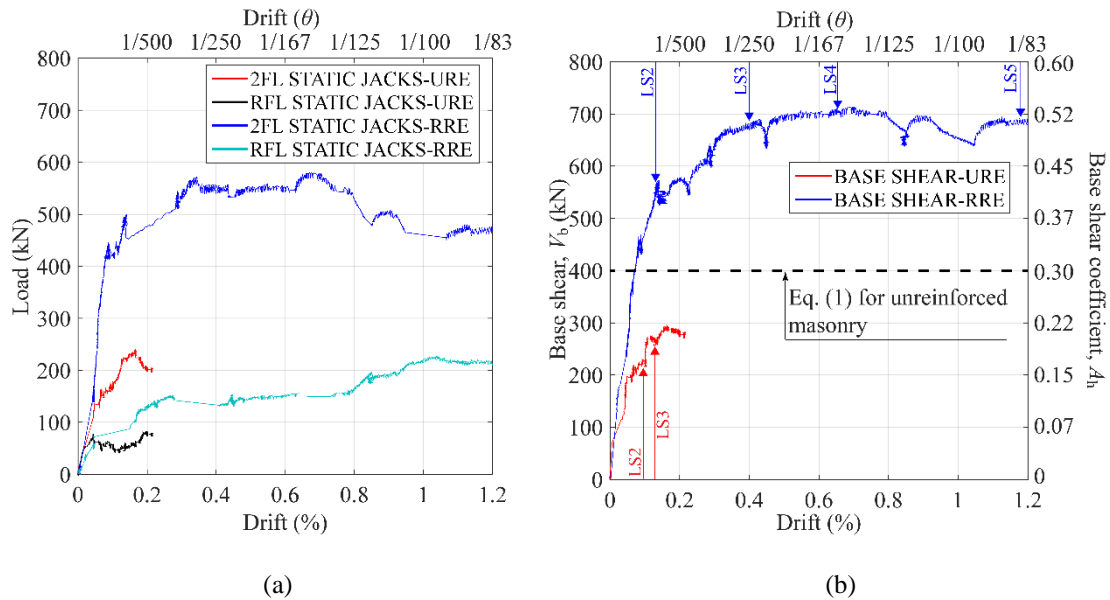 Drift (θ)
1/500 1/250 1/167 1/125 1/100 1/83
800
700
600
500
400
300
200
100
0
Load (kN)
2FL STATIC JACKS-URE
RFL STATIC JACKS-URE
2FL STATIC JACKS-RRE
RFL STATIC JACKS-RRE
0 0.2 0.4 0.6 0.8 1 1.2
Drift (%)
(a)
Drift (θ)
1/500 1/250 1/167 1/125 1/100 1/83
800
700
600
500
400
300
200
100
0
Base shear, Vb (kN)
LS2
LS3
LS4
LS5
BASE SHEAR-URE
BASE SHEAR-RRE
Eq. (1) for unreinforced
masonry
LS2
LS3
0.60
0.52
0.45
0.37
0.30
0.22
0.15
0.07
0
Base shear
coefficient, Ah
0 0.2 0.4 0.6 0.8 1 1.2
Drift (%)
(b)